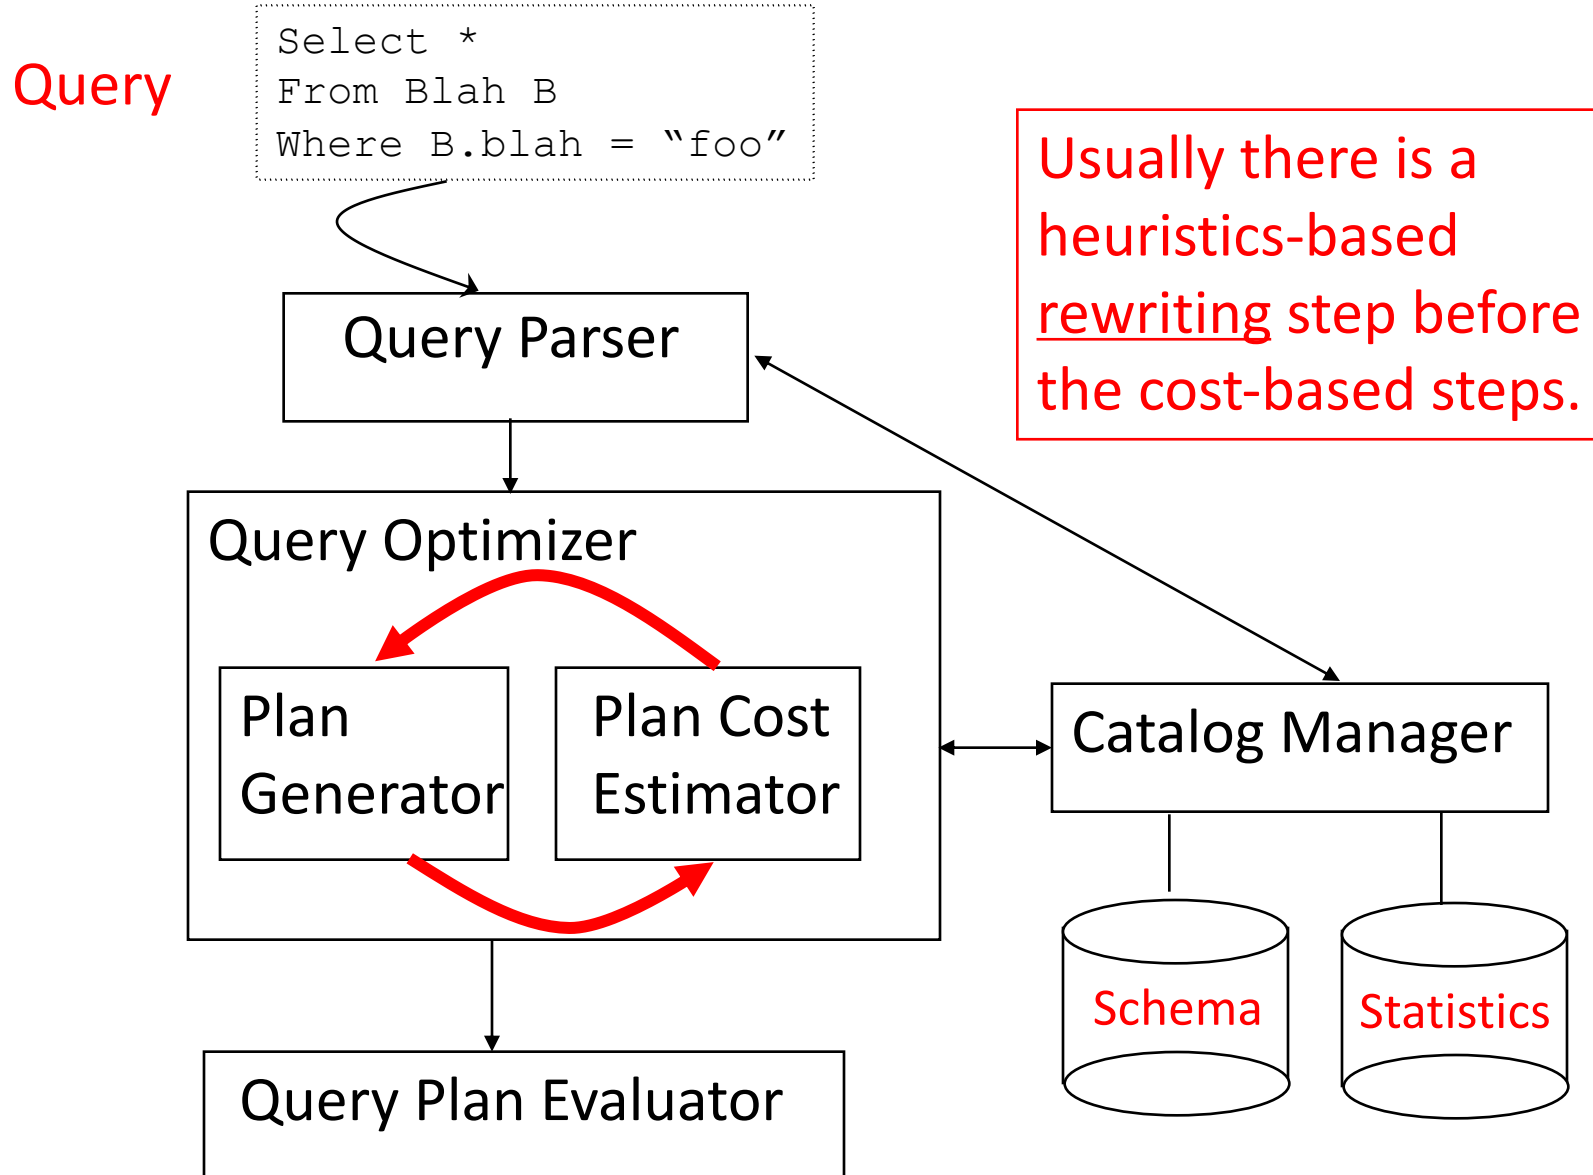 Query
Select *
From Blah B
Where B.blah = “foo”
Usually there is a
heuristics-based
rewriting step before
the cost-based steps.
Query Parser
Query Optimizer
Plan
Generator
Plan Cost
Estimator
Catalog Manager
Schema
Statistics
Query Plan Evaluator